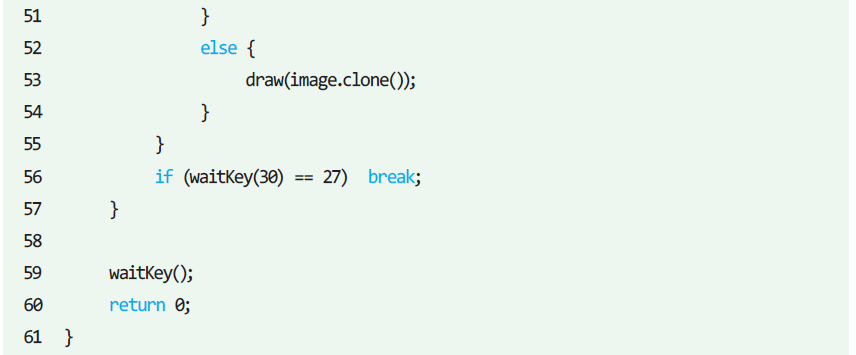 51 }
52 else {
53 draw(image.clone());
54 }
55 }
56 if (waitKey(30) == 27) break;
57 }
58
59 waitKey();
60 return 0;
61 }